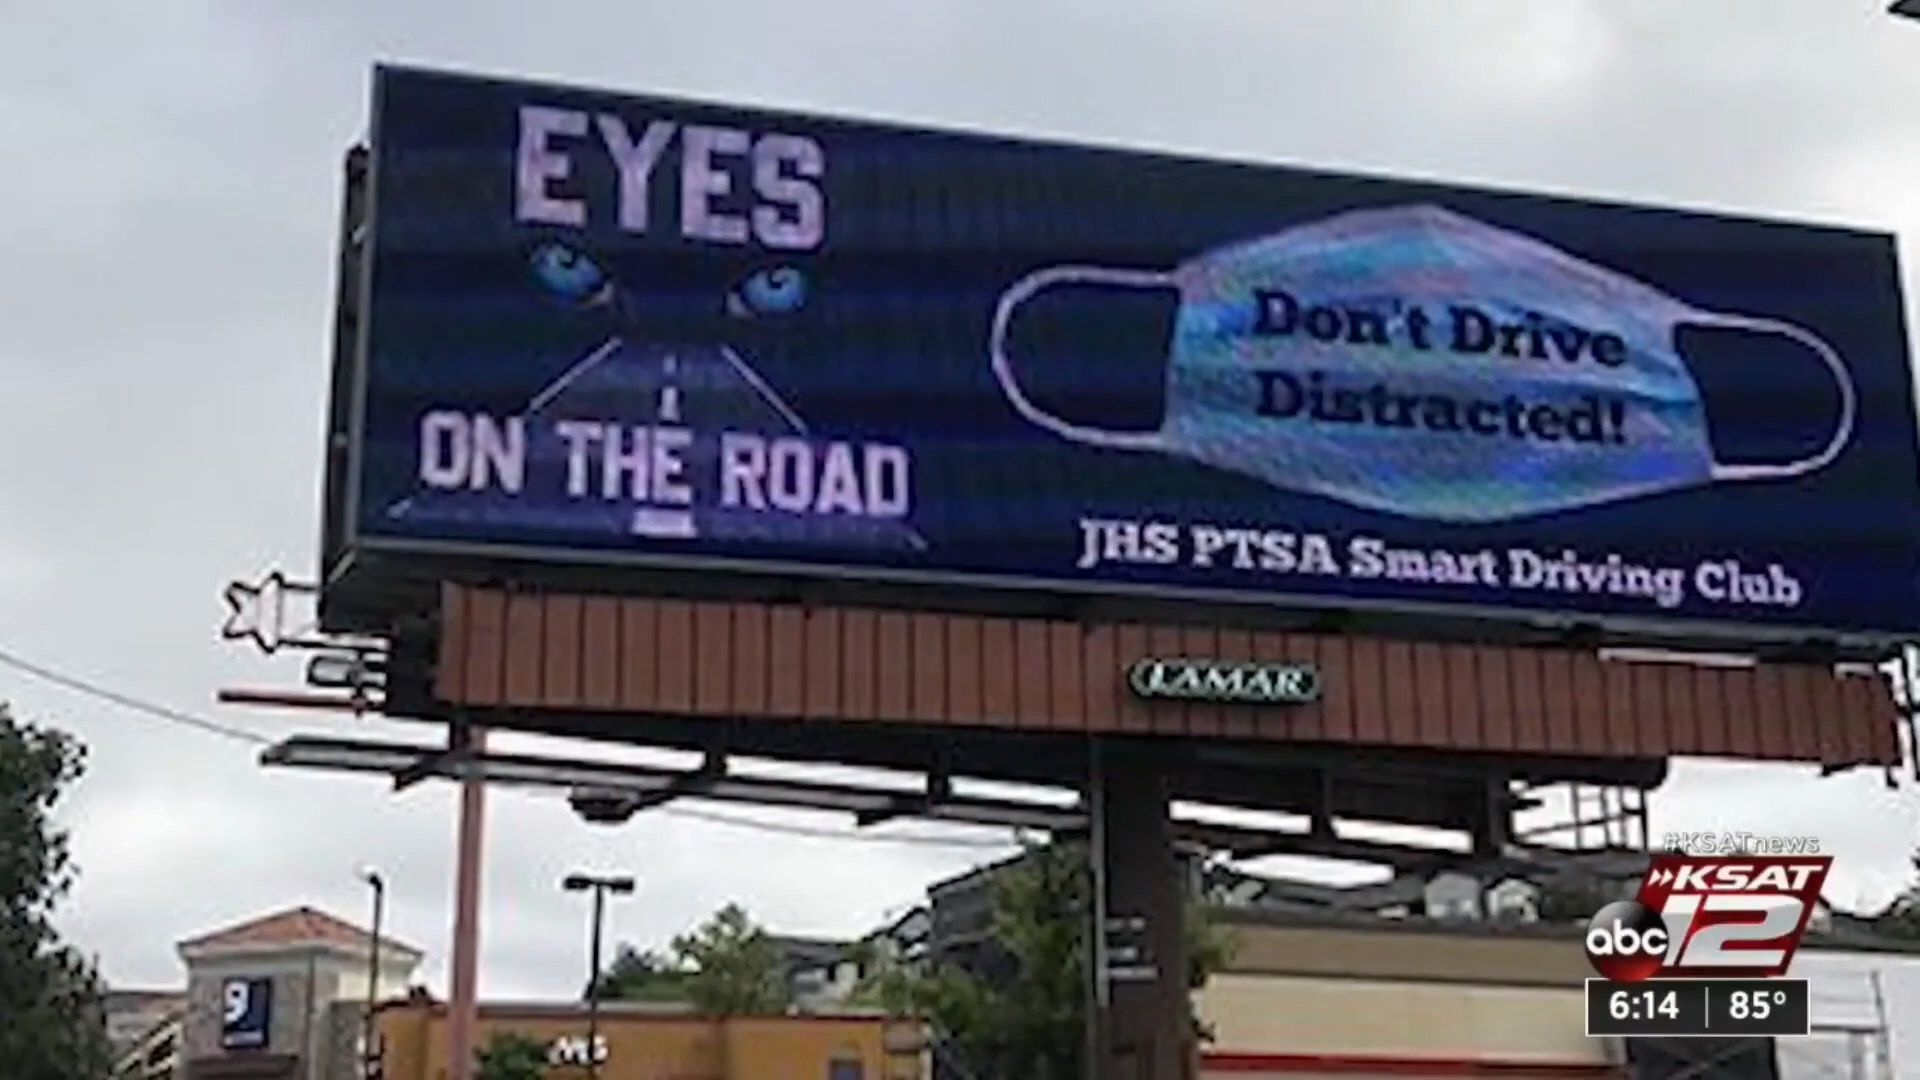 EYES
ON THE ROAD
Don't Drive
Distracted!
JHS PTSA Smart Driving Club
LAMAR
#KSATnews
KSAT
12
abc
6:14 85°